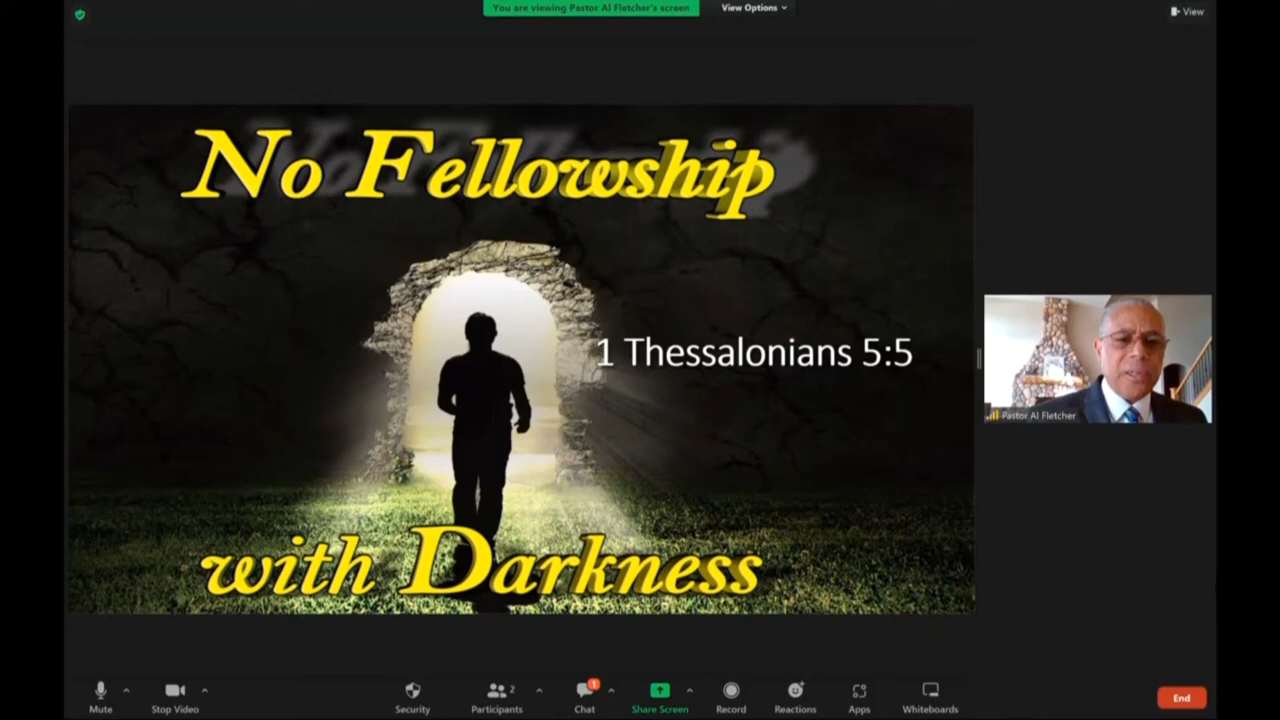 You are viewing Pastor Al Fletcher's screen
View Options
View
No Fellowship
1 Thessalonians 5:5
Pastor Al Fletcher
with Darkness
Mute
Stop Video
Security
2
Participants
1
Chat
Share Screen
Record
Reactions
Apps
Whiteboards
End